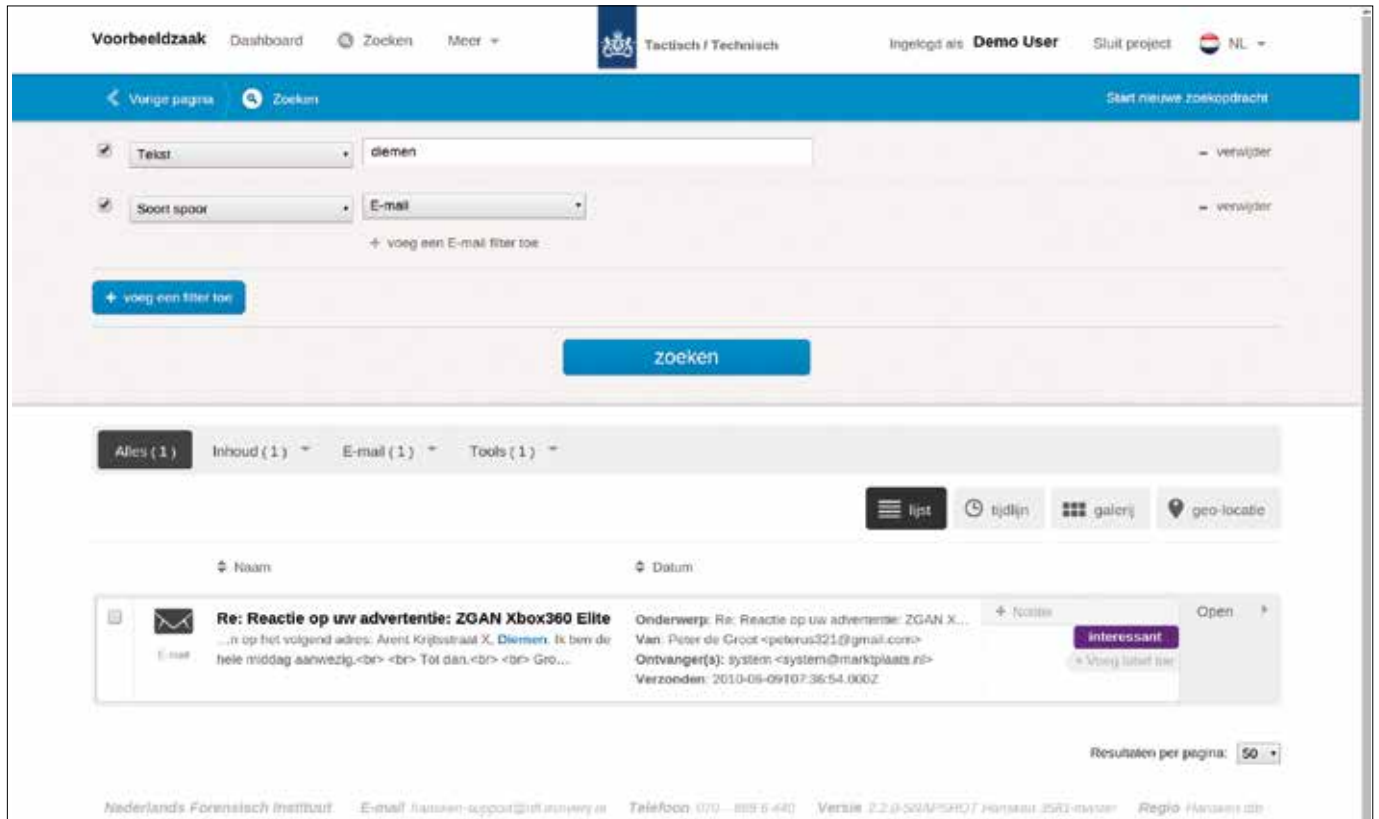 Voorbeeldzaak Dashboard Zoeken Meer Tactisch / Technisch Ingelogd als Demo User Sluit project NL
Vorige pagina Zoeken Start nieuwe zoekopdracht
Tekst diemen – verwijder
Soort spoor E-mail – verwijder
+ voeg een E-mail filter toe
+ voeg een filter toe
zoeken
Alles ( 1 ) Inhoud ( 1 ) E-mail ( 1 ) Tools ( 1 )
lijst tijdlijn galerij geo-locatie
Naam Datum
Re: Reactie op uw advertentie: ZGAN Xbox360 Elite Onderwerp: Re: Reactie op uw advertentie: ZGAN X... + Notitie Open
...n op het volgend adres: Arent Krijtsstraat X, Diemen. Ik ben de Van: Peter de Groot <peterus321@gmail.com> interessant
E-mail hele middag aanwezig.<br> <br> Tot dan.<br> <br> Gro... Ontvanger(s): system <system@marktplaats.nl> + Voeg label toe
Verzonden:
Resultaten per pagina: 50
Nederlands Forensisch Instituut E-mail Telefoon Versie Regio